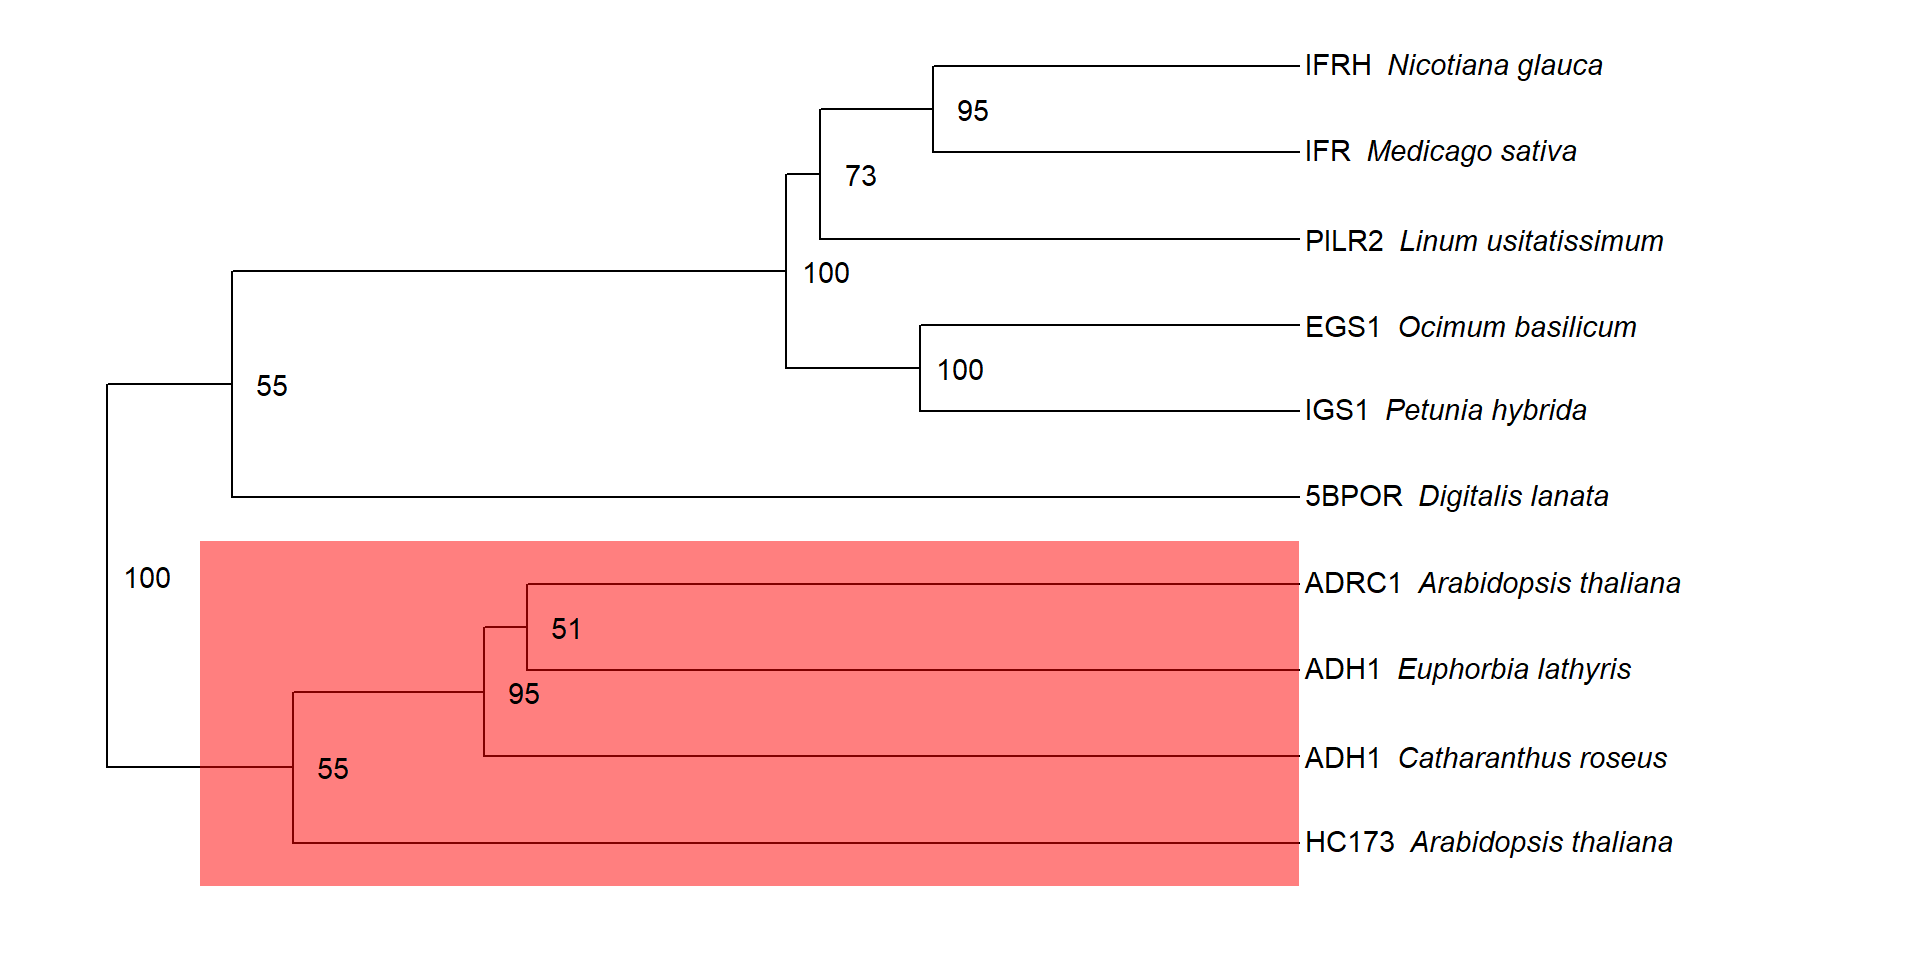 IFRH Nicotiana glauca
95
IFR Medicago sativa
73
PILR2 Linum usitatissimum
100
EGS1 Ocimum basilicum
100
IGS1 Petunia hybrida
55
5BPOR Digitalis lanata
100
ADRC1 Arabidopsis thaliana
51
ADH1 Euphorbia lathyris
95
ADH1 Catharanthus roseus
55
HC173 Arabidopsis thaliana